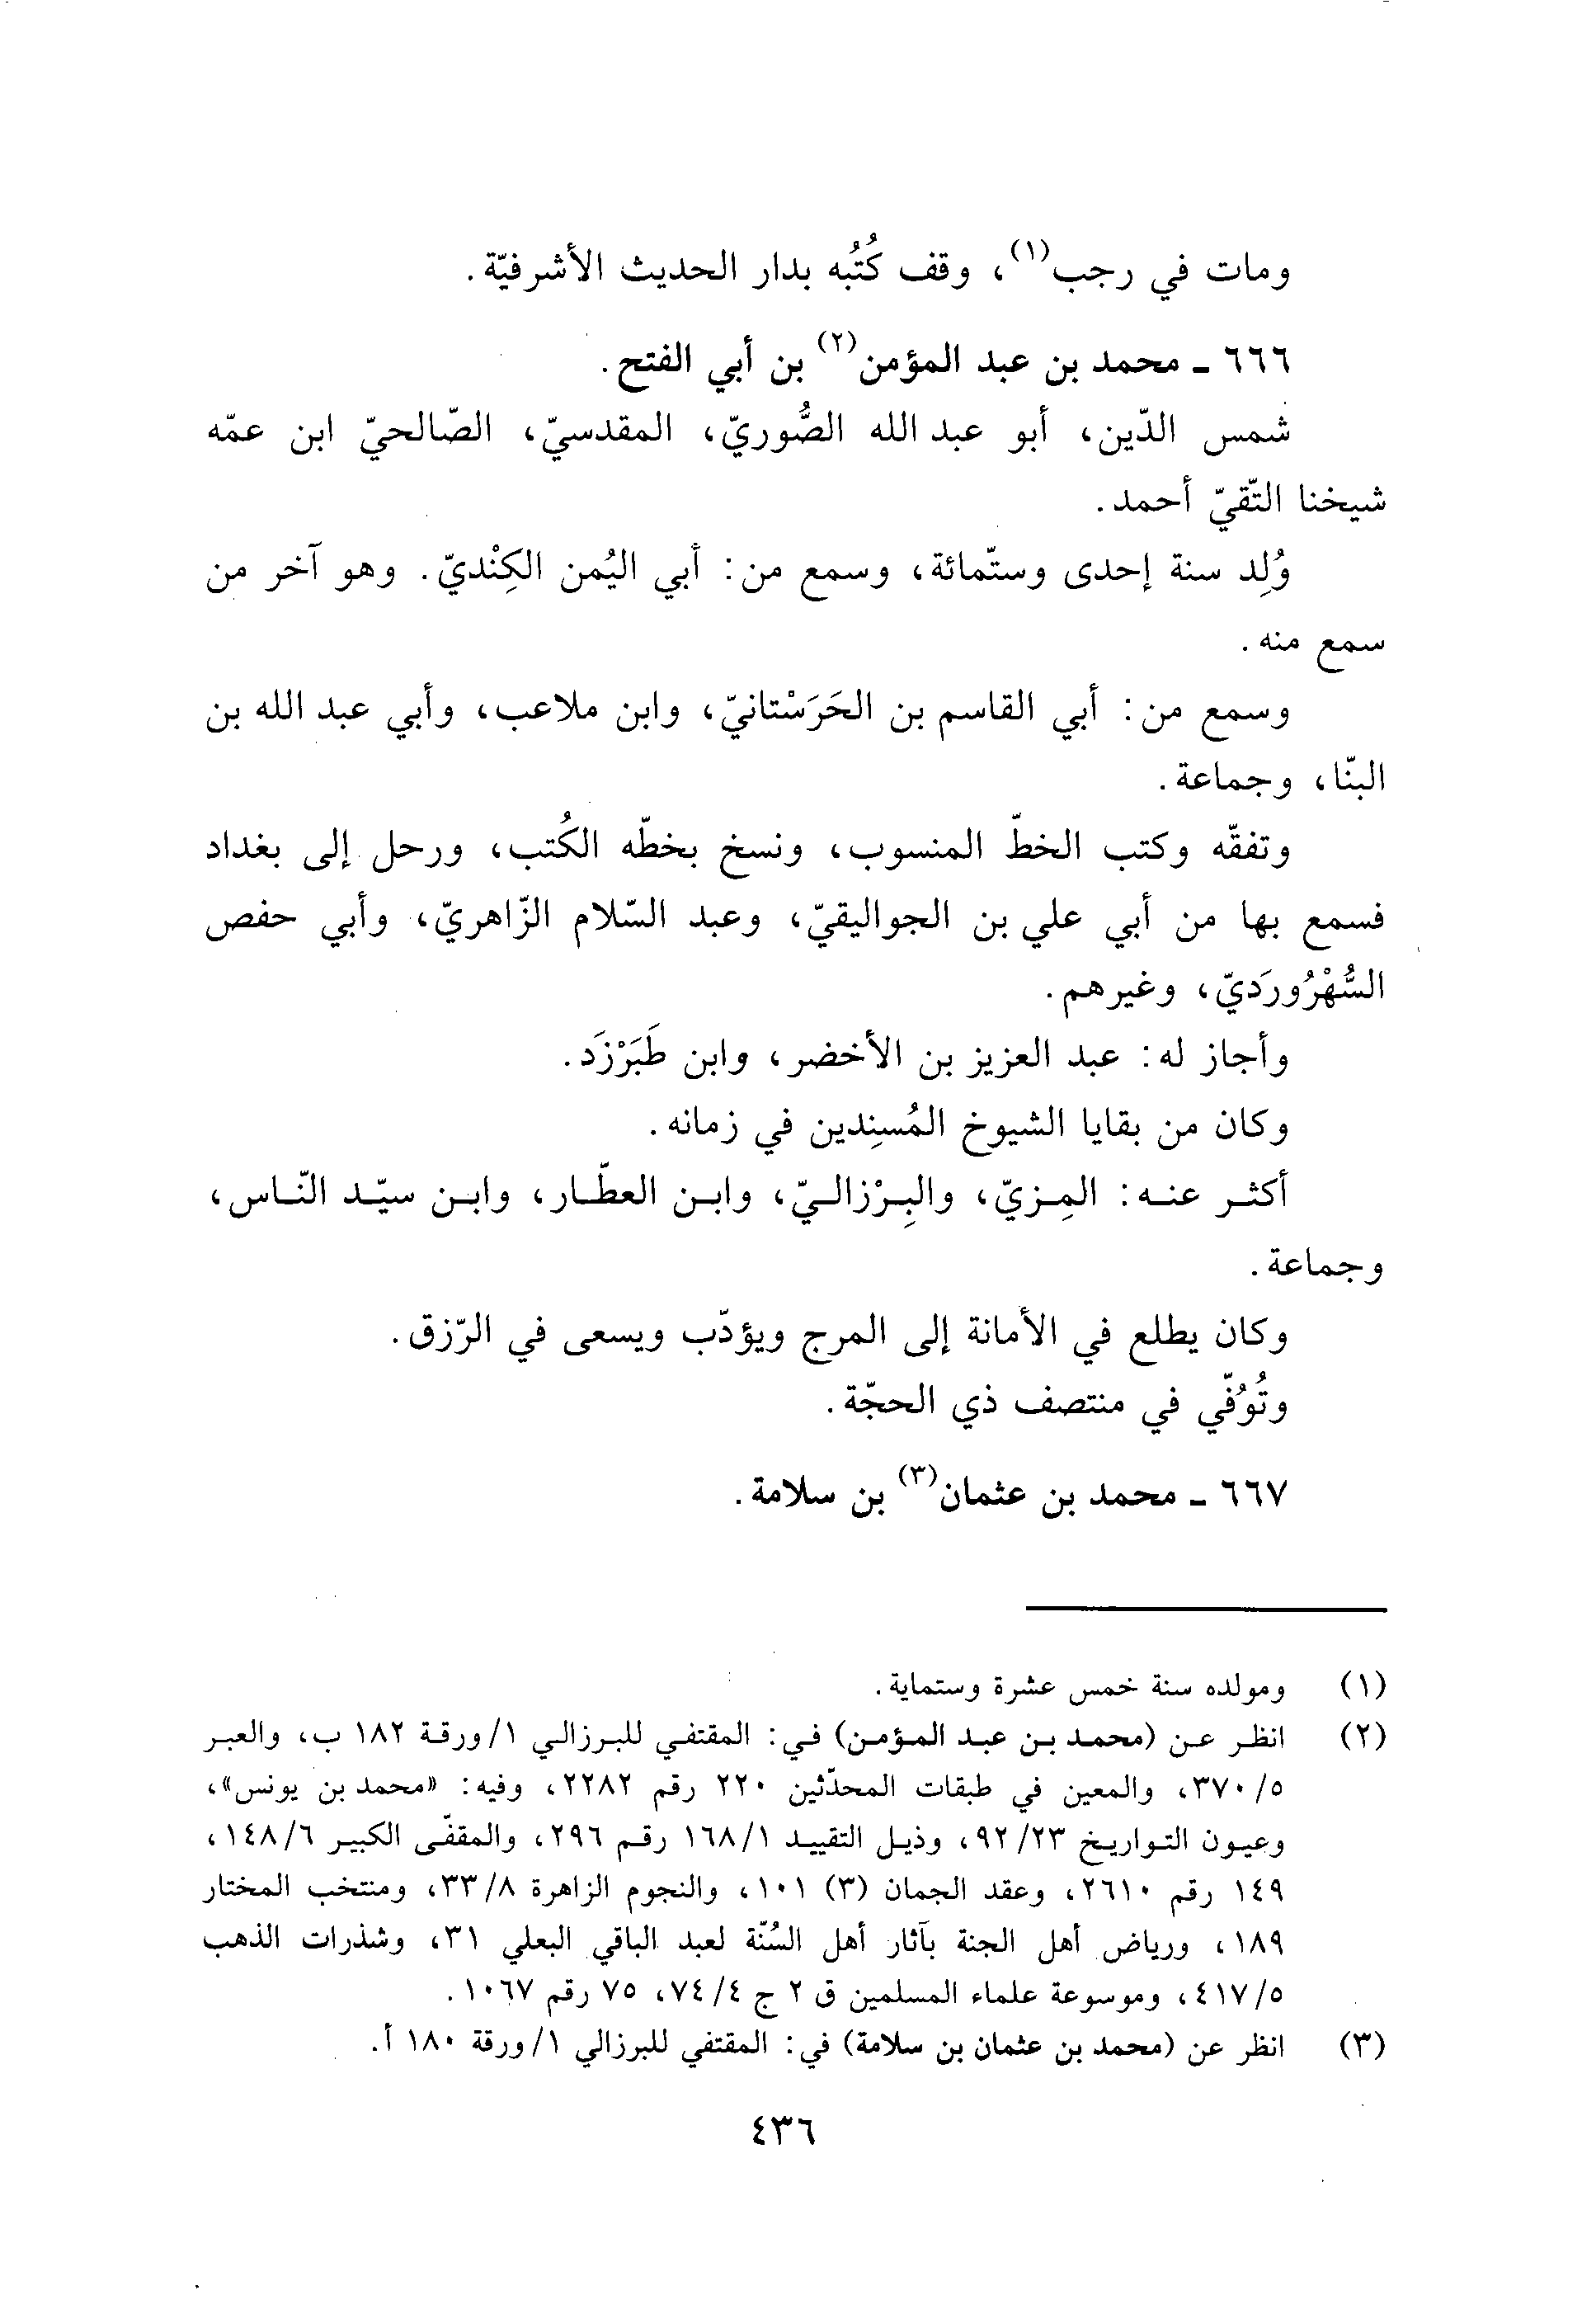 ومات في رجب(١)، وقف كُتُبه بدار الحديث الأشرفيّة.
٦٦٦ ـ محمد بن عبد المؤمن(٢) بن أبي الفتح.
شمس الدّين، أبو عبد الله الصُّوريّ، المقدسيّ، الصّالحيّ ابن عمّه
شيخنا التّقيّ أحمد.
وُلِد سنة إحدى وستّمائة، وسمع من: أبي اليُمن الكِنْديّ. وهو آخر من
سمع منه.
وسمع من: أبي القاسم بن الحَرَسْتانيّ، وابن ملاعب، وأبي عبد الله بن
البنّا، وجماعة.
وتفقّه وكتب الخطّ المنسوب، ونسخ بخطّه الكُتب، ورحل إلى بغداد
فسمع بها من أبي علي بن الجواليقيّ، وعبد السّلام الزّاهريّ، وأبي حفص
السُّهْرُورَديّ، وغيرهم.
وأجاز له: عبد العزيز بن الأخضر، وابن طَبَرْزَد.
وكان من بقايا الشيوخ المُسنِدين في زمانه.
أكثر عنه: المِزيّ، والبِرْزاليّ، وابن العطّار، وابن سيّد النّاس،
وجماعة.
وكان يطلع في الأمانة إلى المرج ويؤدّب ويسعى في الرّزق.
وتُوُفّي في منتصف ذي الحجّة.
٦٦٧ ـ محمد بن عثمان(٣) بن سلامة.
(١) ومولده سنة خمس عشرة وستماية.
(٢) انظر عن (محمد بن عبد المؤمن) في: المقتفي للبرزالي ١/ورقة ١٨٢ ب، والعبر
٥/٣٧٠، والمعين في طبقات المحدّثين ٢٢٠ رقم ٢٢٨٢، وفيه: «محمد بن يونس»،
وعيون التواريخ ٩٢/٢٣، وذيل التقييد ١٦٨/١ رقم ٢٩٦، والمقفّى الكبير ١٤٨/٦،
١٤٩ رقم ٢٦١٠، وعقد الجمان (٣) ١٠١، والنجوم الزاهرة ٣٣/٨، ومنتخب المختار
١٨٩، ورياض أهل الجنة بآثار أهل السُنّة لعبد الباقي البعلي ٣١، وشذرات الذهب
٤١٧/٥، وموسوعة علماء المسلمين ق ٢ ج ٧٤/٤، ٧٥ رقم ١٠٦٧.
(٣) انظر عن (محمد بن عثمان بن سلامة) في: المقتفي للبرزالي ١/ورقة ١٨٠ أ.
٤٣٦